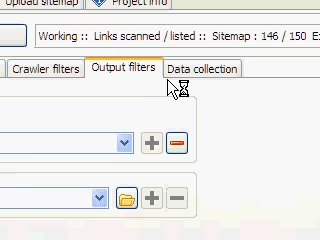 Upload sitemap Project info
Working :: Links scanned / listed :: Sitemap : 146 / 150
Crawler filters Output filters Data collection